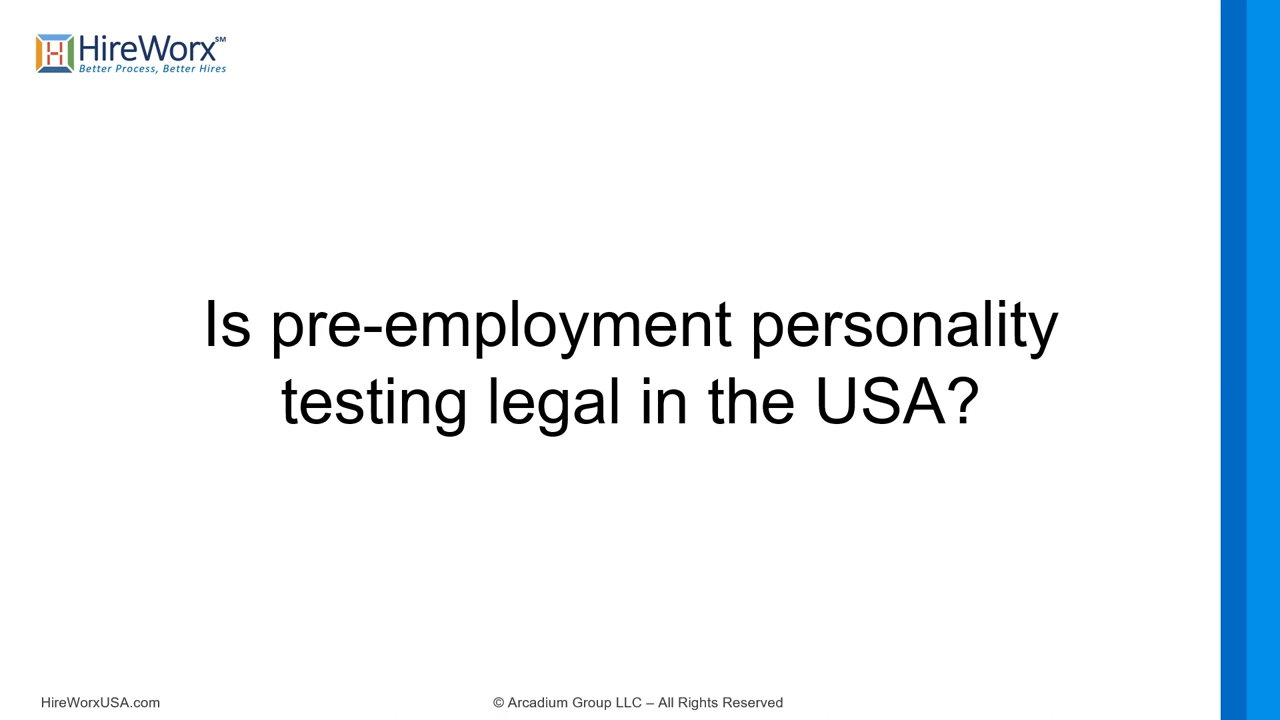 H HireWorx℠
Better Process, Better Hires
Is pre-employment personality
testing legal in the USA?
HireWorxUSA.com
© Arcadium Group LLC – All Rights Reserved